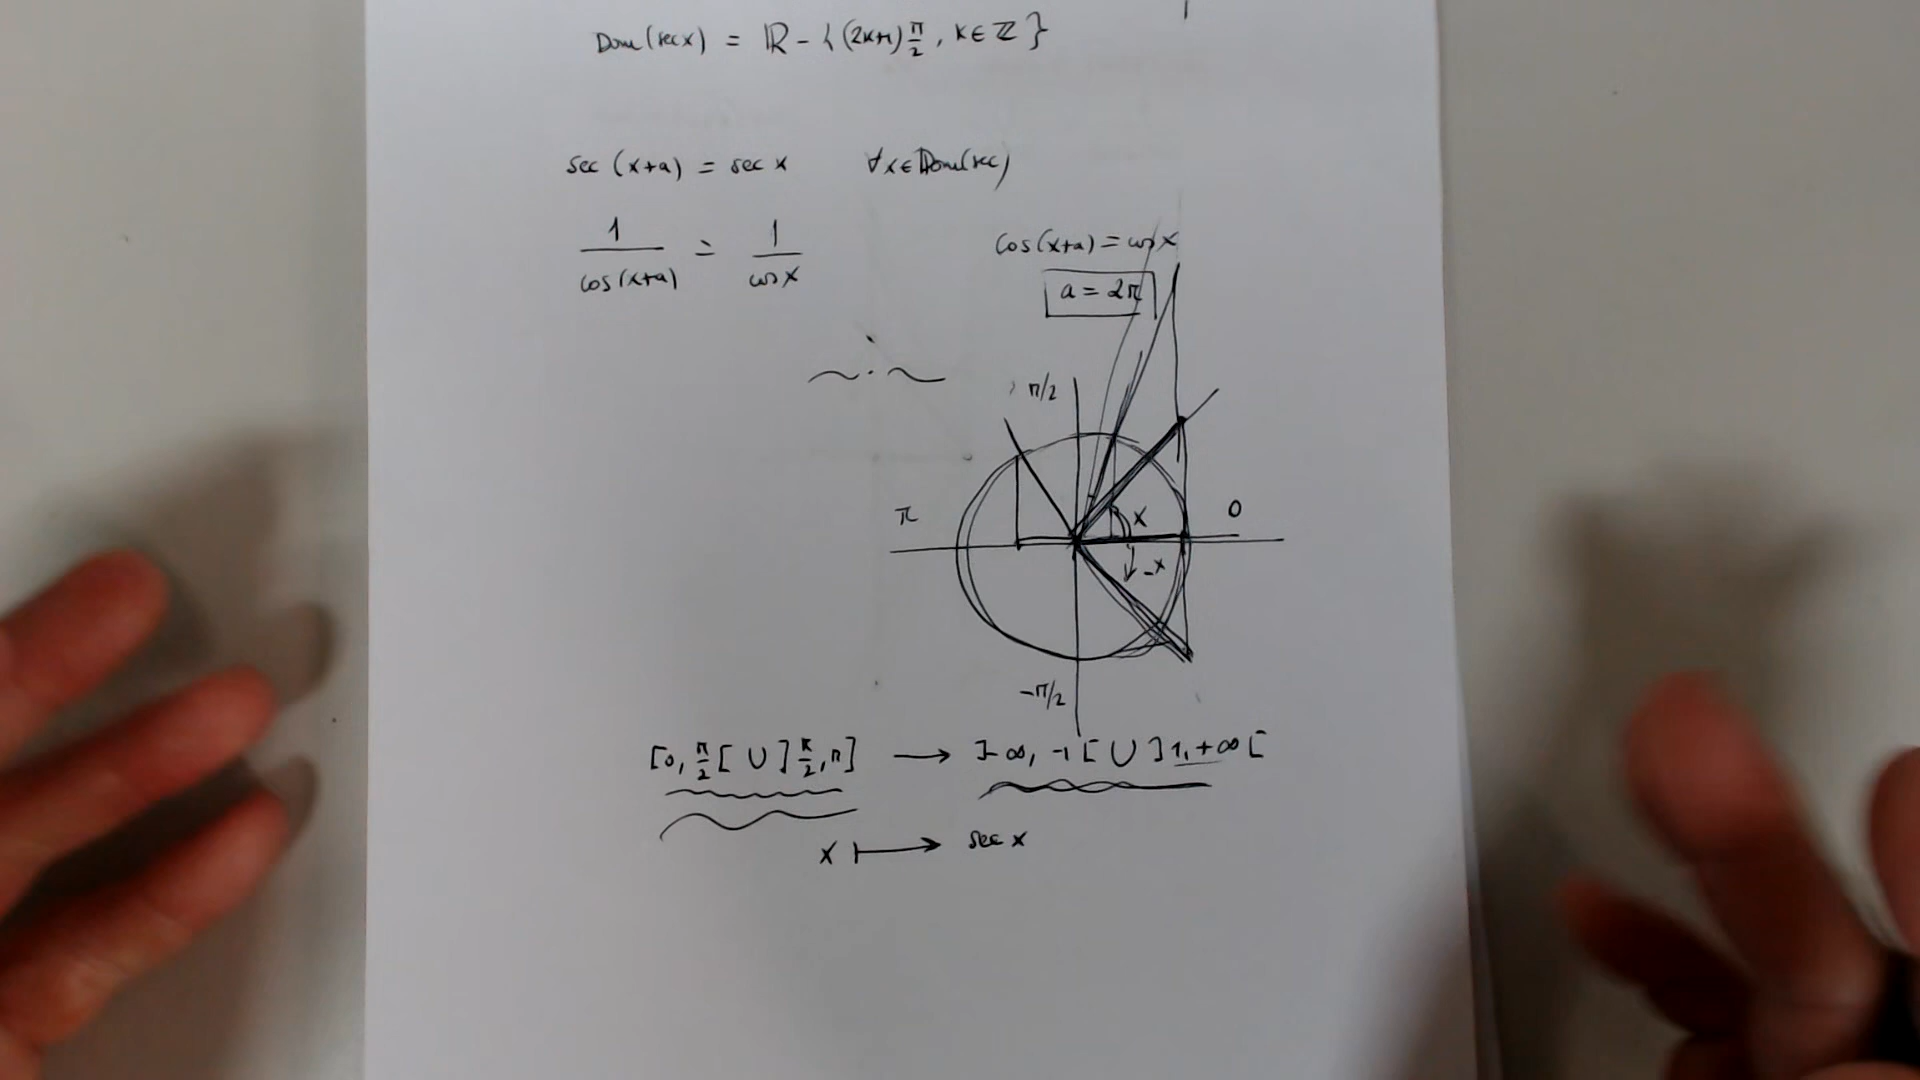 Dom(sec x) = ℝ - {(2k+1) π/2, k ∈ ℤ}
sec (x+a) = sec x ∀x∈Dom(sec)
1/cos(x+a) = 1/cos x
cos(x+a) = cos x
a = 2π
π/2
π
x
0
-x
-π/2
[0, π/2[ ∪ ]π/2, π] → ]-∞, -1[ ∪ ]1, +∞[
x ↦ sec x